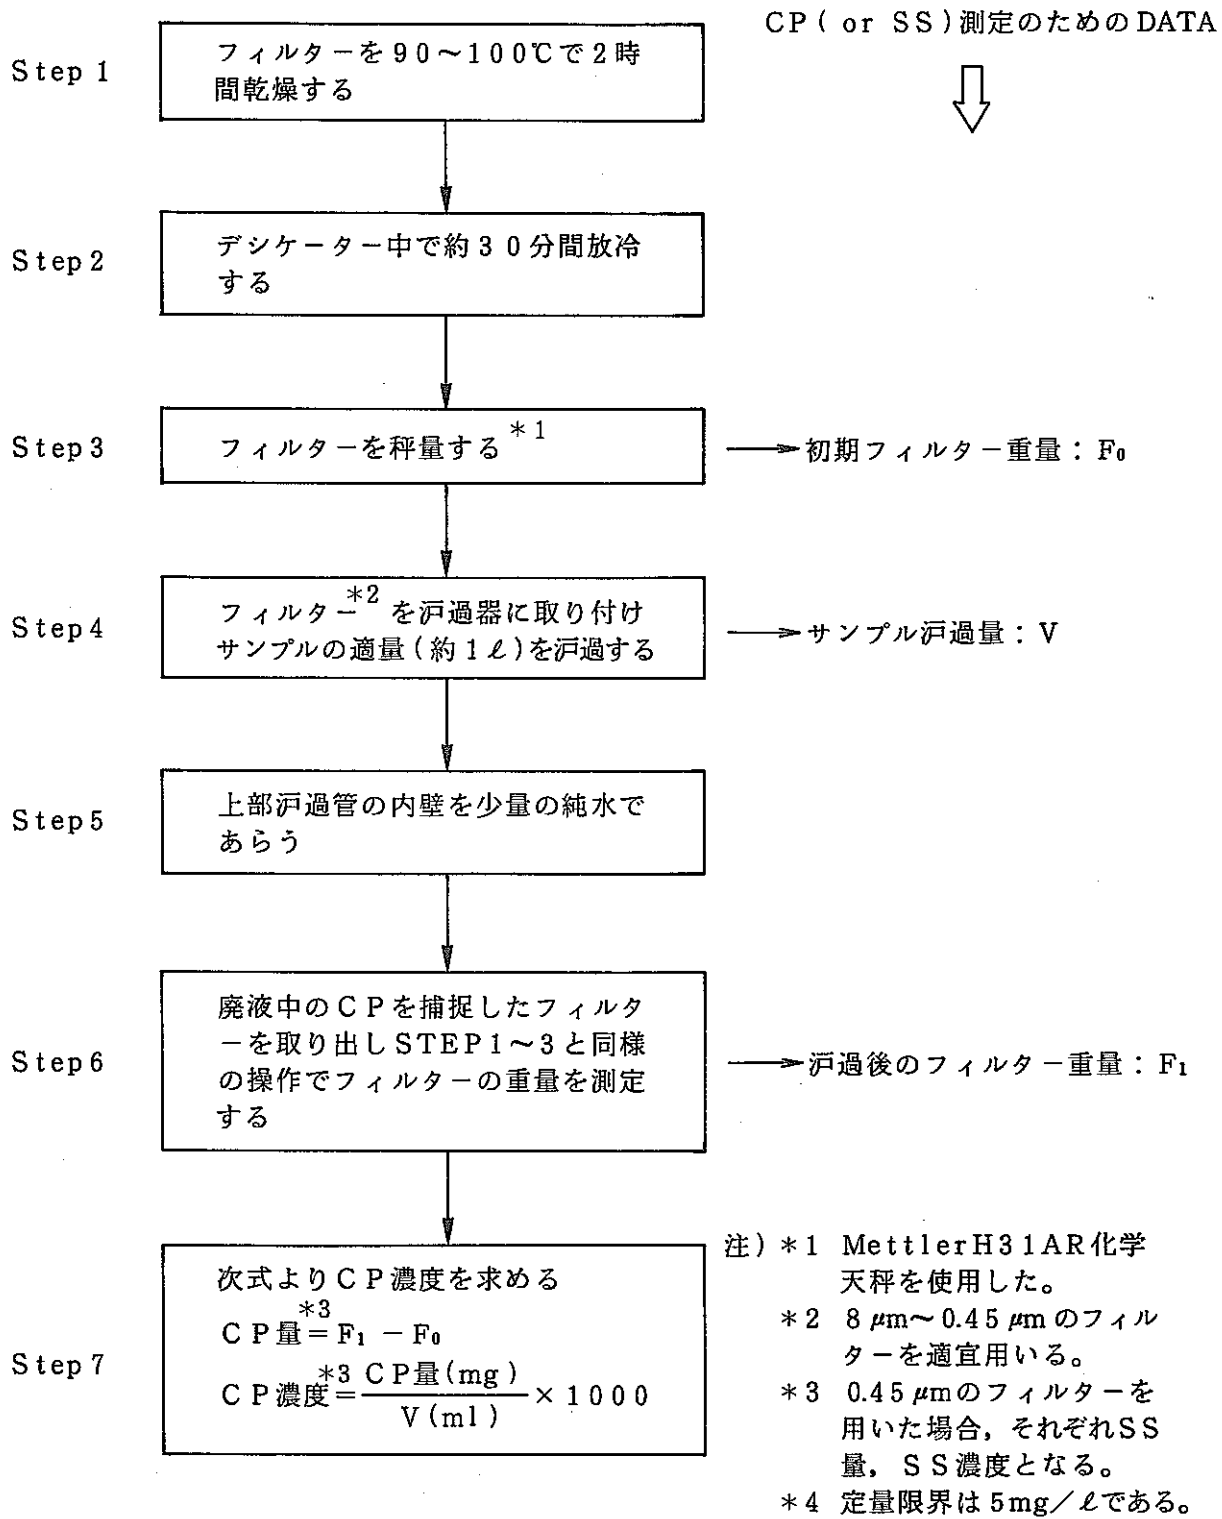 CP( or SS)測定のためのDATA
Step 1
フィルターを90~100℃で2時
間乾燥する
Step 2
デシケーター中で約30分間放冷
する
Step 3
フィルターを秤量する*1
初期フィルター重量: F₀
Step 4
フィルター*2を沪過器に取り付け
サンプルの適量(約1ℓ)を沪過する
サンプル沪過量: V
Step 5
上部沪過管の内壁を少量の純水で
あらう
Step 6
廃液中のCPを捕捉したフィルタ
ーを取り出しSTEP1~3と同様
の操作でフィルターの重量を測定
する
沪過後のフィルター重量: F₁
Step 7
次式よりCP濃度を求める
CP量*3=F₁ - F₀
CP濃度*3=CP量(mg)/V(ml) × 1000
注) *1 MettlerH31AR化学
天秤を使用した。
*2 8μm~0.45μmのフィル
ターを適宜用いる。
*3 0.45μmのフィルターを
用いた場合, それぞれSS
量, SS濃度となる。
*4 定量限界は5mg/ℓである。